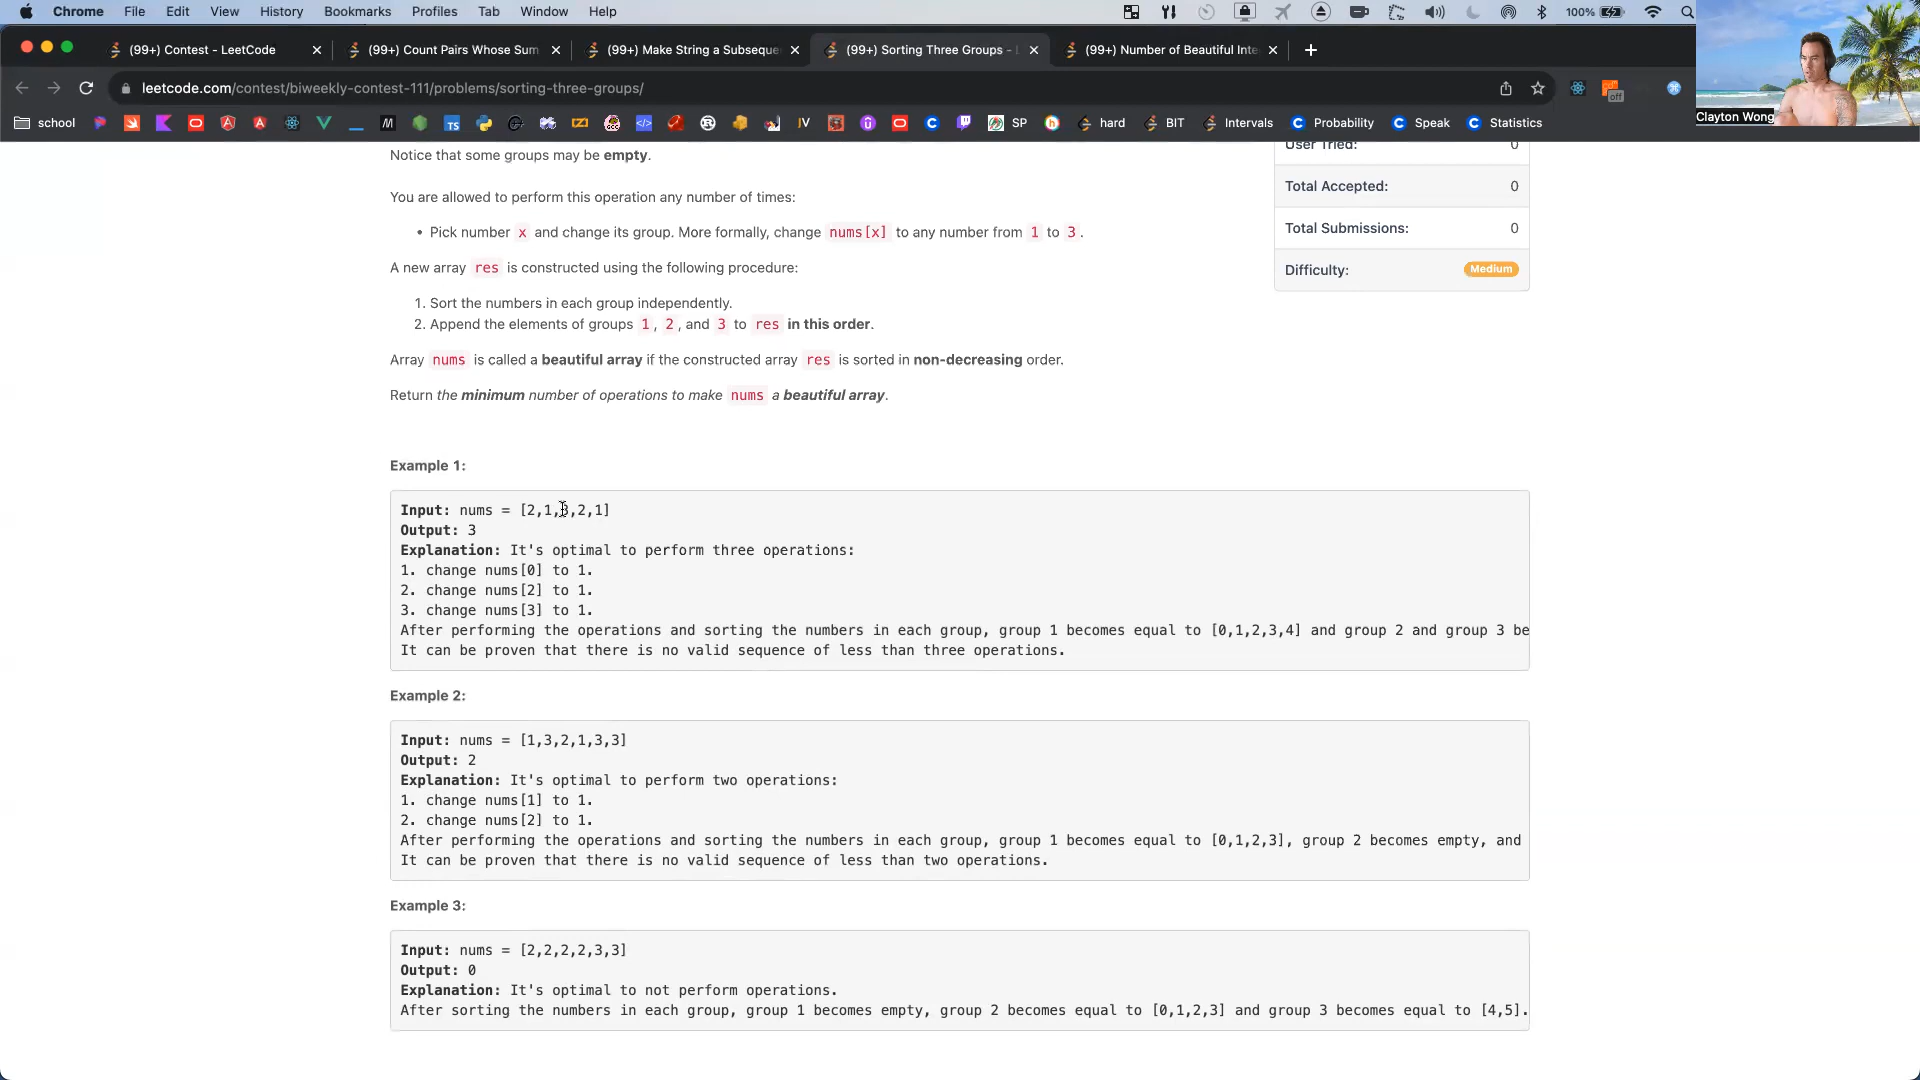 Chrome File Edit View History Bookmarks Profiles Tab Window Help 100%
(99+) Contest - LeetCode
(99+) Count Pairs Whose Sum
(99+) Make String a Subseque
(99+) Sorting Three Groups - L
(99+) Number of Beautiful Inte
leetcode.com/contest/biweekly-contest-111/problems/sorting-three-groups/
off
Clayton Wong
school TS JV SP hard BIT Intervals Probability Speak Statistics
Notice that some groups may be empty.
User Tried: 0
Total Accepted: 0
Total Submissions: 0
Difficulty: Medium
You are allowed to perform this operation any number of times:
• Pick number x and change its group. More formally, change nums[x] to any number from 1 to 3.
A new array res is constructed using the following procedure:
1. Sort the numbers in each group independently.
2. Append the elements of groups 1, 2, and 3 to res in this order.
Array nums is called a beautiful array if the constructed array res is sorted in non-decreasing order.
Return the minimum number of operations to make nums a beautiful array.
Example 1:
Input: nums = [2,1,3,2,1]
Output: 3
Explanation: It's optimal to perform three operations:
1. change nums[0] to 1.
2. change nums[2] to 1.
3. change nums[3] to 1.
After performing the operations and sorting the numbers in each group, group 1 becomes equal to [0,1,2,3,4] and group 2 and group 3 be
It can be proven that there is no valid sequence of less than three operations.
Example 2:
Input: nums = [1,3,2,1,3,3]
Output: 2
Explanation: It's optimal to perform two operations:
1. change nums[1] to 1.
2. change nums[2] to 1.
After performing the operations and sorting the numbers in each group, group 1 becomes equal to [0,1,2,3], group 2 becomes empty, and
It can be proven that there is no valid sequence of less than two operations.
Example 3:
Input: nums = [2,2,2,2,3,3]
Output: 0
Explanation: It's optimal to not perform operations.
After sorting the numbers in each group, group 1 becomes empty, group 2 becomes equal to [0,1,2,3] and group 3 becomes equal to [4,5].